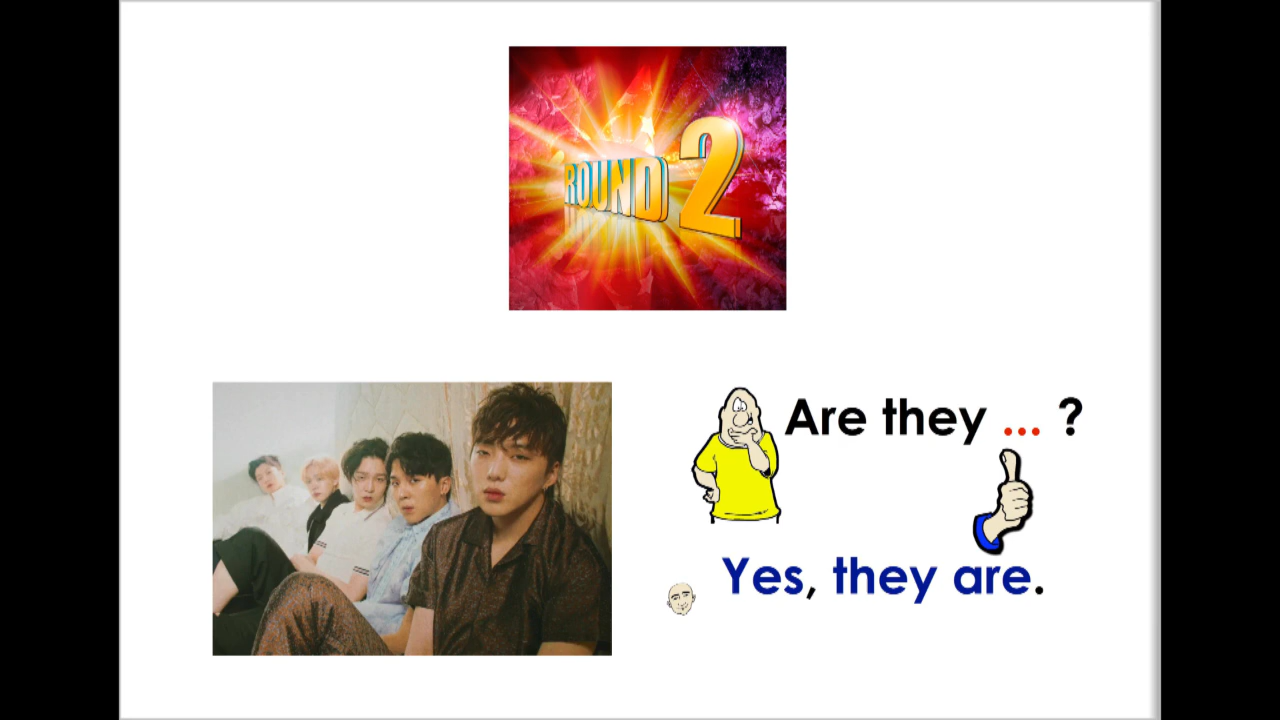 ROUND 2
Are they ... ?
Yes, they are.